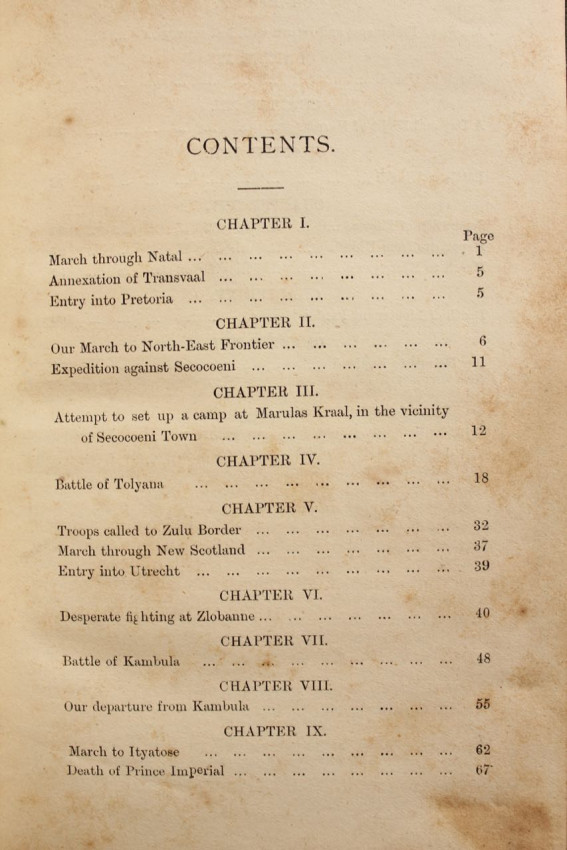 CONTENTS.
CHAPTER I.
Page
March through Natal ... ... ... ... ... ... ... ... ... 1
Annexation of Transvaal ... ... ... ... ... ... ... ... 5
Entry into Pretoria ... ... ... ... ... ... ... ... ... 5
CHAPTER II.
Our March to North-East Frontier ... ... ... ... ... ... 6
Expedition against Secocoeni ... ... ... ... ... ... ... 11
CHAPTER III.
Attempt to set up a camp at Marulas Kraal, in the vicinity
of Secocoeni Town ... ... ... ... ... ... ... ... 12
CHAPTER IV.
Battle of Tolyana ... ... ... ... ... ... ... ... ... 18
CHAPTER V.
Troops called to Zulu Border ... ... ... ... ... ... ... 32
March through New Scotland ... ... ... ... ... ... ... 37
Entry into Utrecht ... ... ... ... ... ... ... ... ... 39
CHAPTER VI.
Desperate fighting at Zlobanne ... ... ... ... ... ... ... 40
CHAPTER VII.
Battle of Kambula ... ... ... ... ... ... ... ... ... 48
CHAPTER VIII.
Our departure from Kambula ... ... ... ... ... ... ... 55
CHAPTER IX.
March to Ityatose ... ... ... ... ... ... ... ... ... 62
Death of Prince Imperial ... ... ... ... ... ... ... ... 67